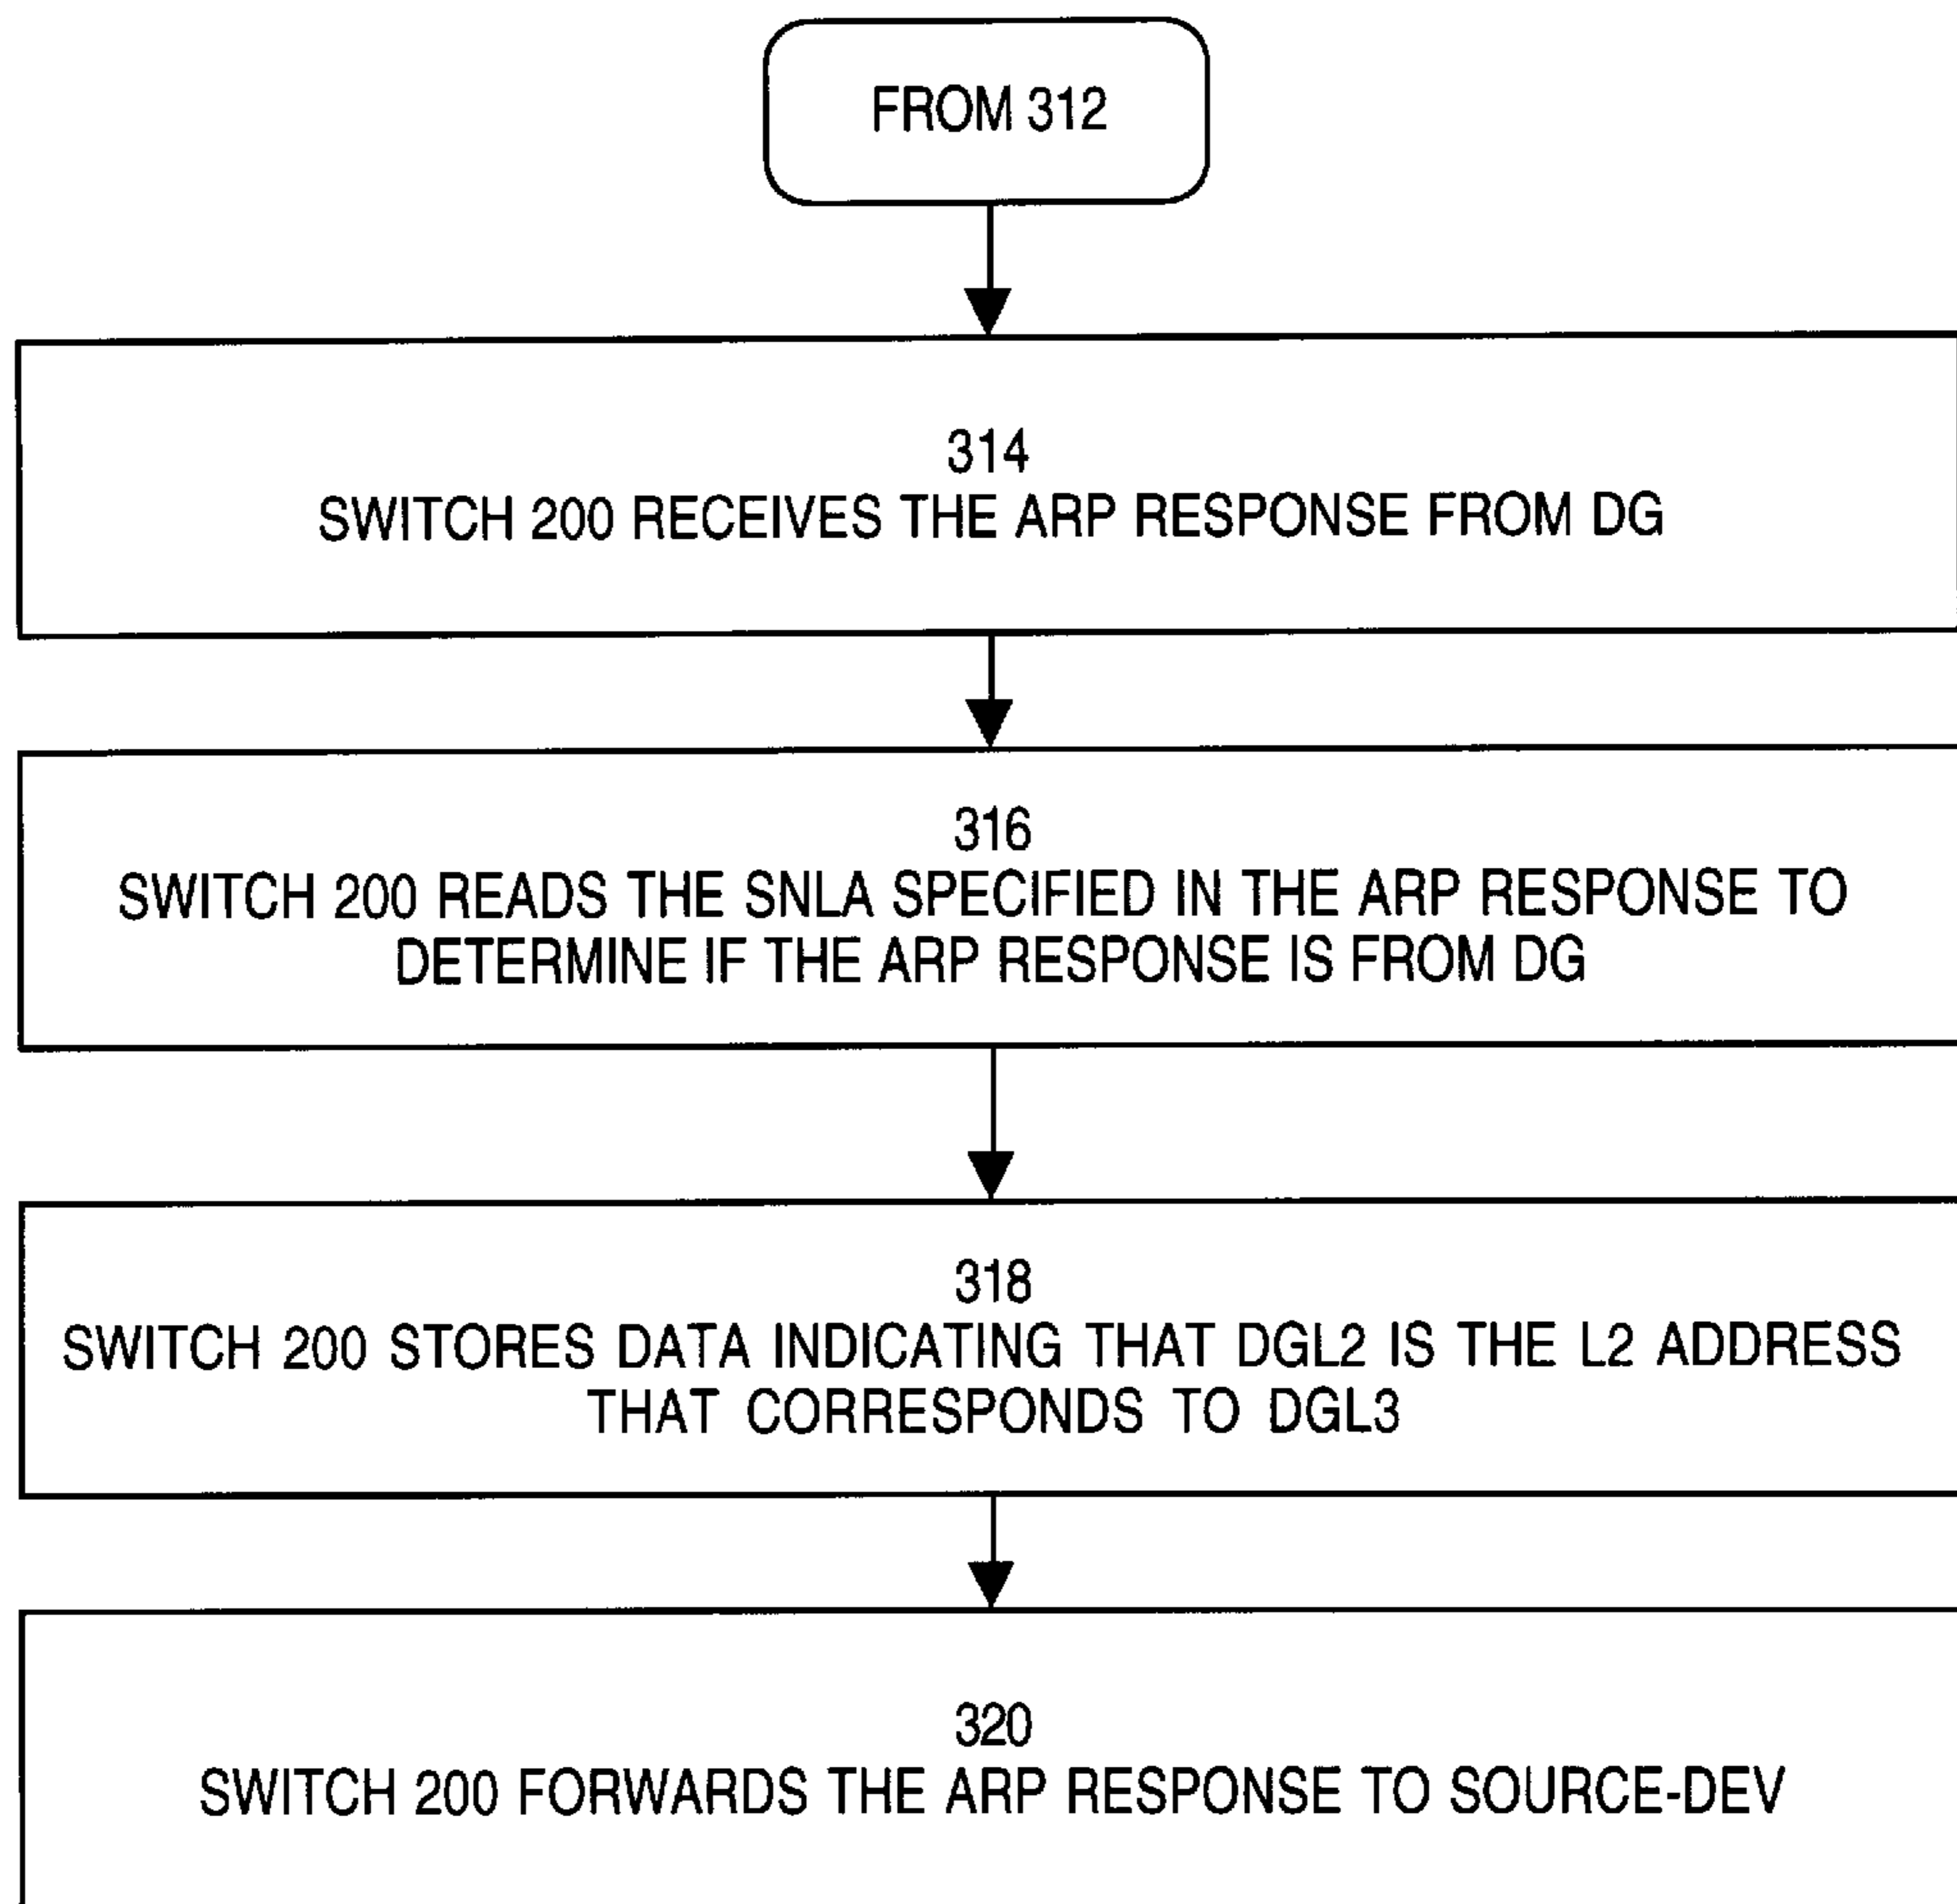 FROM 312
314
SWITCH 200 RECEIVES THE ARP RESPONSE FROM DG
316
SWITCH 200 READS THE SNLA SPECIFIED IN THE ARP RESPONSE TO
DETERMINE IF THE ARP RESPONSE IS FROM DG
318
SWITCH 200 STORES DATA INDICATING THAT DGL2 IS THE L2 ADDRESS
THAT CORRESPONDS TO DGL3
320
SWITCH 200 FORWARDS THE ARP RESPONSE TO SOURCE-DEV